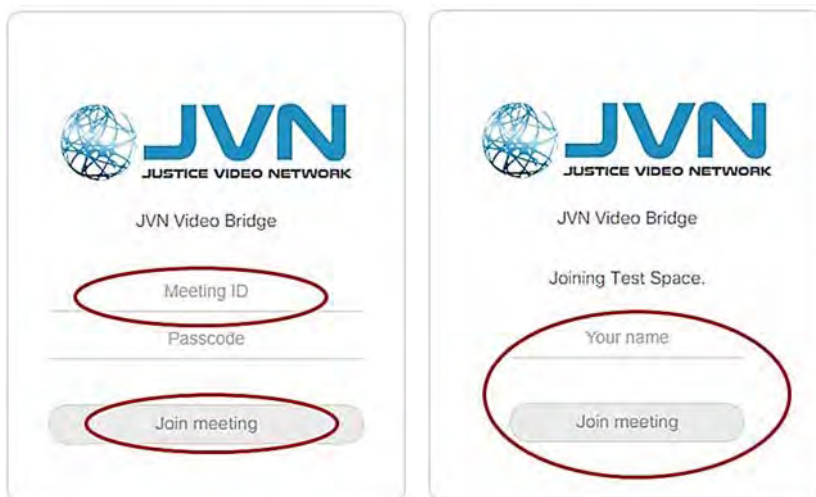 JVN
JUSTICE VIDEO NETWORK
JVN Video Bridge
Meeting ID
Passcode
Join meeting
JVN
JUSTICE VIDEO NETWORK
JVN Video Bridge
Joining Test Space.
Your name
Join meeting